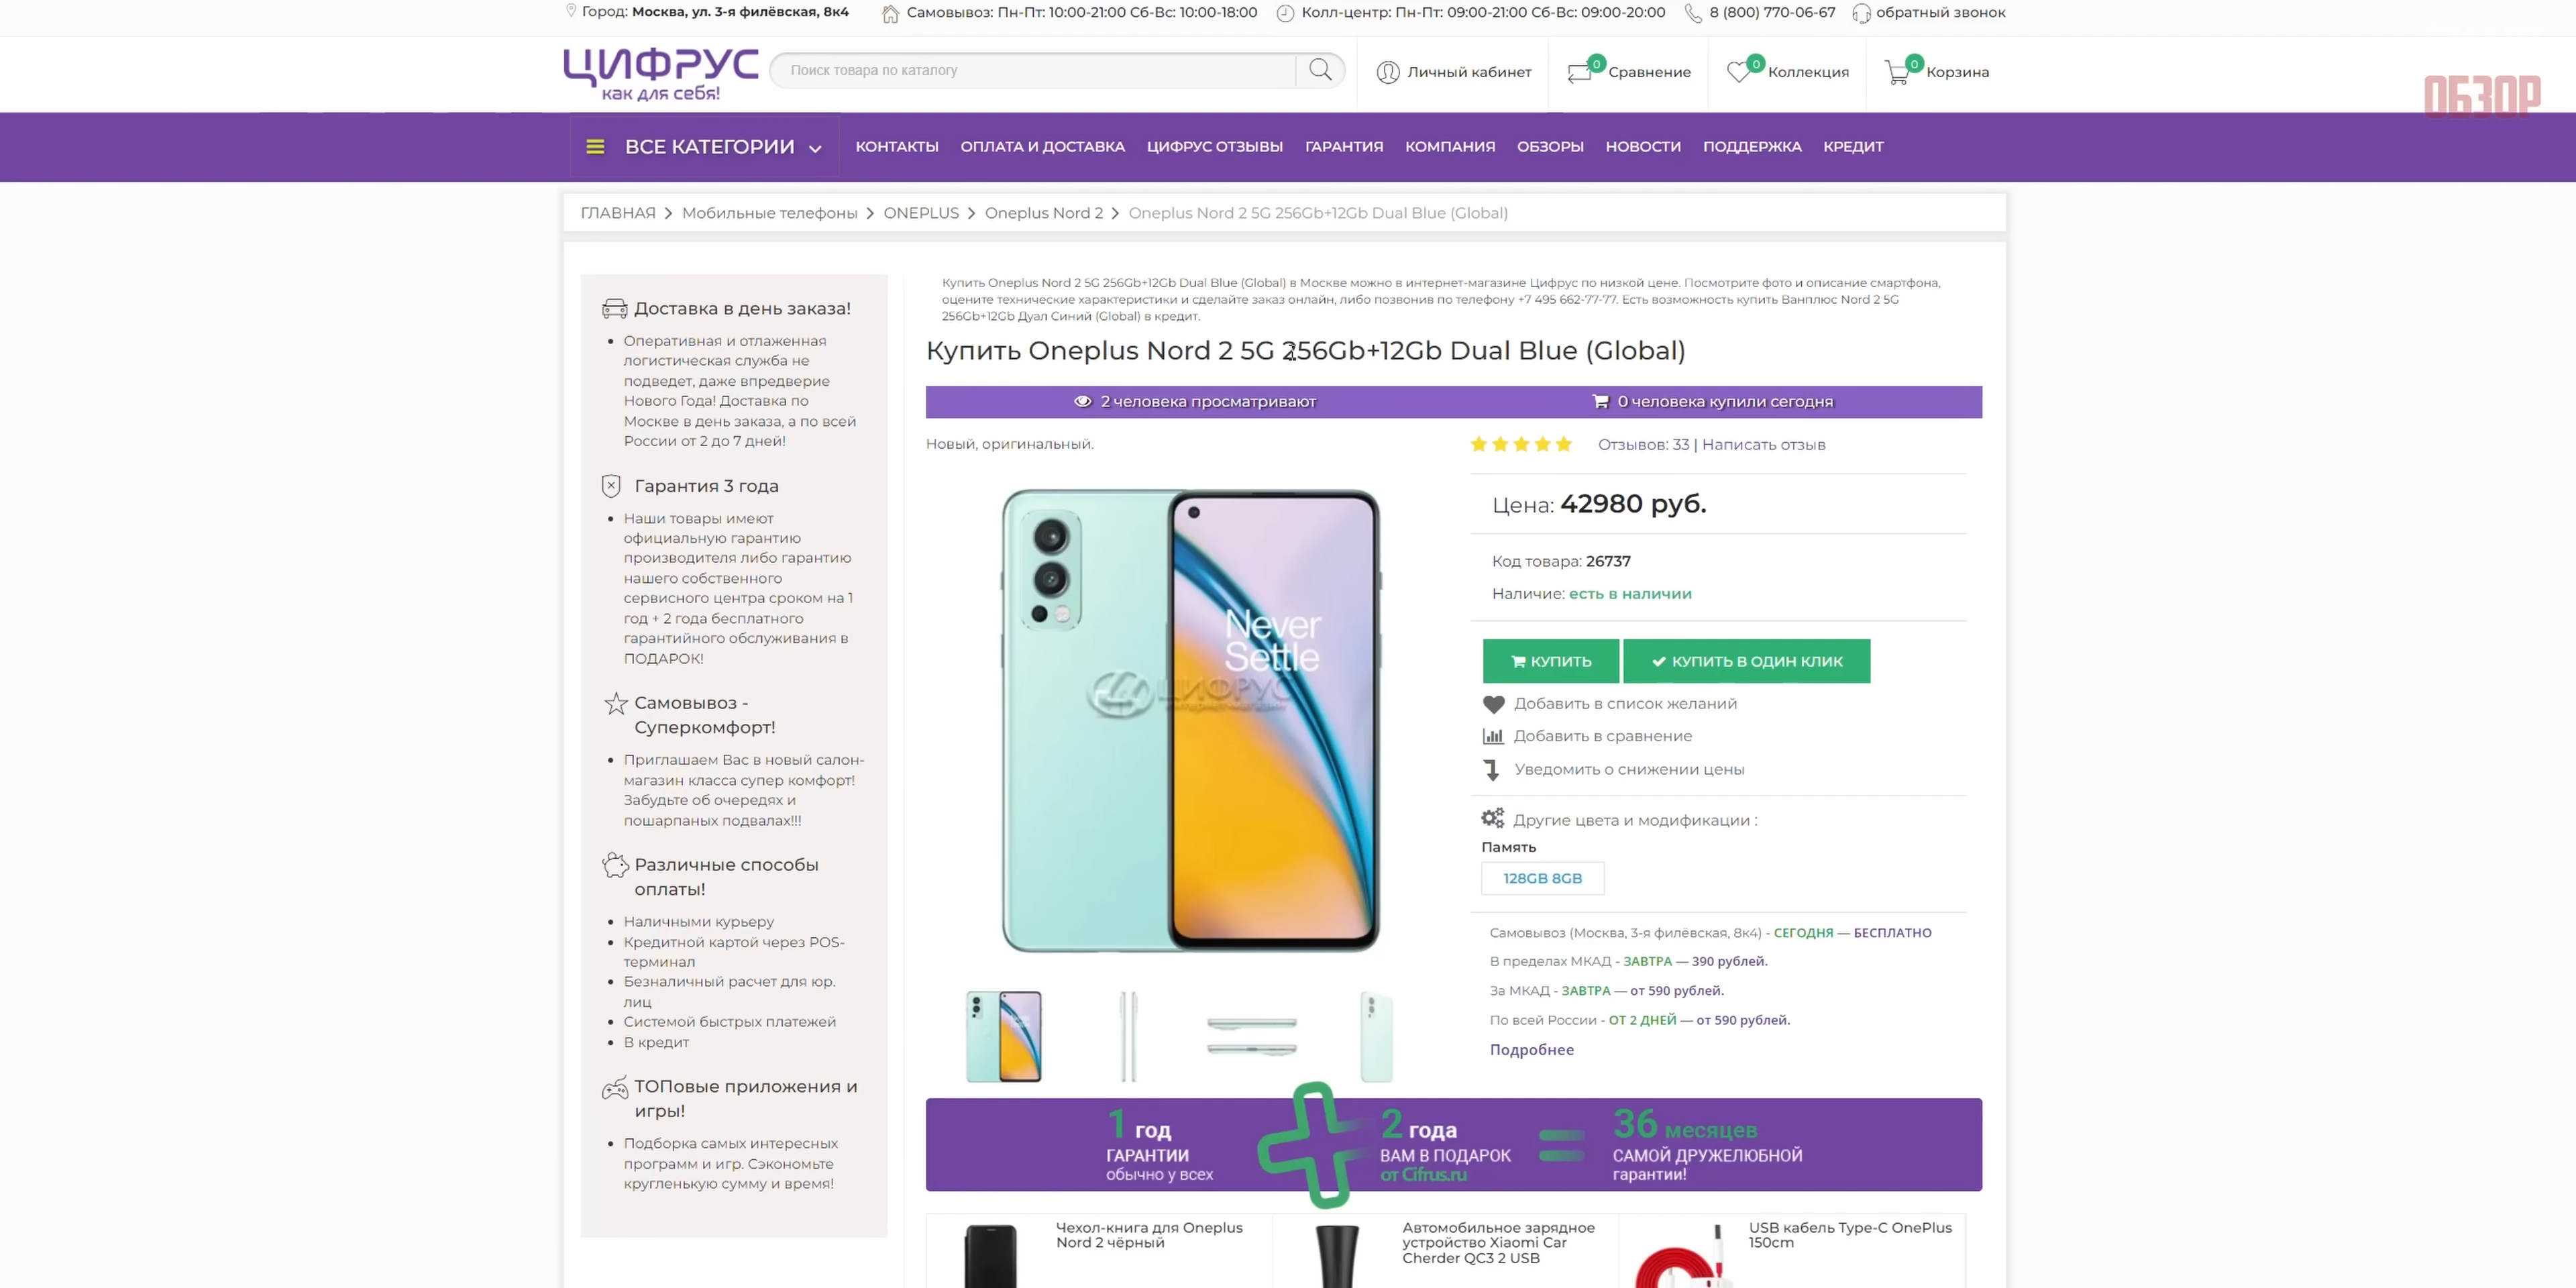 Город: Москва, ул. 3-я филёвская, 8к4
Самовывоз: Пн-Пт: 10:00-21:00 Сб-Вс: 10:00-18:00
Колл-центр: Пн-Пт: 09:00-21:00 Сб-Вс: 09:00-20:00
8 (800) 770-06-67
обратный звонок
ЦИФРУС
как для себя!
Поиск товара по каталогу
Личный кабинет
0 Сравнение
0 Коллекция
0 Корзина
ОБЗОР
ВСЕ КАТЕГОРИИ
КОНТАКТЫ
ОПЛАТА И ДОСТАВКА
ЦИФРУС ОТЗЫВЫ
ГАРАНТИЯ
КОМПАНИЯ
ОБЗОРЫ
НОВОСТИ
ПОДДЕРЖКА
КРЕДИТ
ГЛАВНАЯ > Мобильные телефоны > ONEPLUS > Oneplus Nord 2 > Oneplus Nord 2 5G 256Gb+12Gb Dual Blue (Global)
Доставка в день заказа!
Оперативная и отлаженная
логистическая служба не
подведет, даже впредверие
Нового Года! Доставка по
Москве в день заказа, а по всей
России от 2 до 7 дней!
Гарантия 3 года
Наши товары имеют
официальную гарантию
производителя либо гарантию
нашего собственного
сервисного центра сроком на 1
год + 2 года бесплатного
гарантийного обслуживания в
ПОДАРОК!
Самовывоз -
Суперкомфорт!
Приглашаем Вас в новый салон-
магазин класса супер комфорт!
Забудьте об очередях и
пошарпаных подвалах!!!
Различные способы
оплаты!
Наличными курьеру
Кредитной картой через POS-
терминал
Безналичный расчет для юр.
лиц
Системой быстрых платежей
В кредит
ТОПовые приложения и
игры!
Подборка самых интересных
программ и игр. Сэкономьте
кругленькую сумму и время!
Купить Oneplus Nord 2 5G 256Gb+12Gb Dual Blue (Global) в Москве можно в интернет-магазине Цифрус по низкой цене. Посмотрите фото и описание смартфона,
оцените технические характеристики и сделайте заказ онлайн, либо позвонив по телефону +7 495 662-77-77. Есть возможность купить Ванплюс Nord 2 5G
256Gb+12Gb Дуал Синий (Global) в кредит.
Купить Oneplus Nord 2 5G 256Gb+12Gb Dual Blue (Global)
2 человека просматривают
0 человека купили сегодня
Новый, оригинальный.
Never
Settle
ЦИФРУС
ИНТЕРНЕТ-МАГАЗИН
Отзывов: 33 | Написать отзыв
Цена: 42980 руб.
Код товара: 26737
Наличие: есть в наличии
КУПИТЬ
КУПИТЬ В ОДИН КЛИК
Добавить в список желаний
Добавить в сравнение
Уведомить о снижении цены
Другие цвета и модификации :
Память
128GB 8GB
Самовывоз (Москва, 3-я филёвская, 8к4) - СЕГОДНЯ — БЕСПЛАТНО
В пределах МКАД - ЗАВТРА — 390 рублей.
За МКАД - ЗАВТРА — от 590 рублей.
По всей России - ОТ 2 ДНЕЙ — от 590 рублей.
Подробнее
1 год
ГАРАНТИИ
обычно у всех
2 года
ВАМ В ПОДАРОК
от Cifrus.ru
36 месяцев
САМОЙ ДРУЖЕЛЮБНОЙ
гарантии!
Чехол-книга для Oneplus
Nord 2 чёрный
Автомобильное зарядное
устройство Xiaomi Car
Cherder QC3 2 USB
USB кабель Type-C OnePlus
150cm